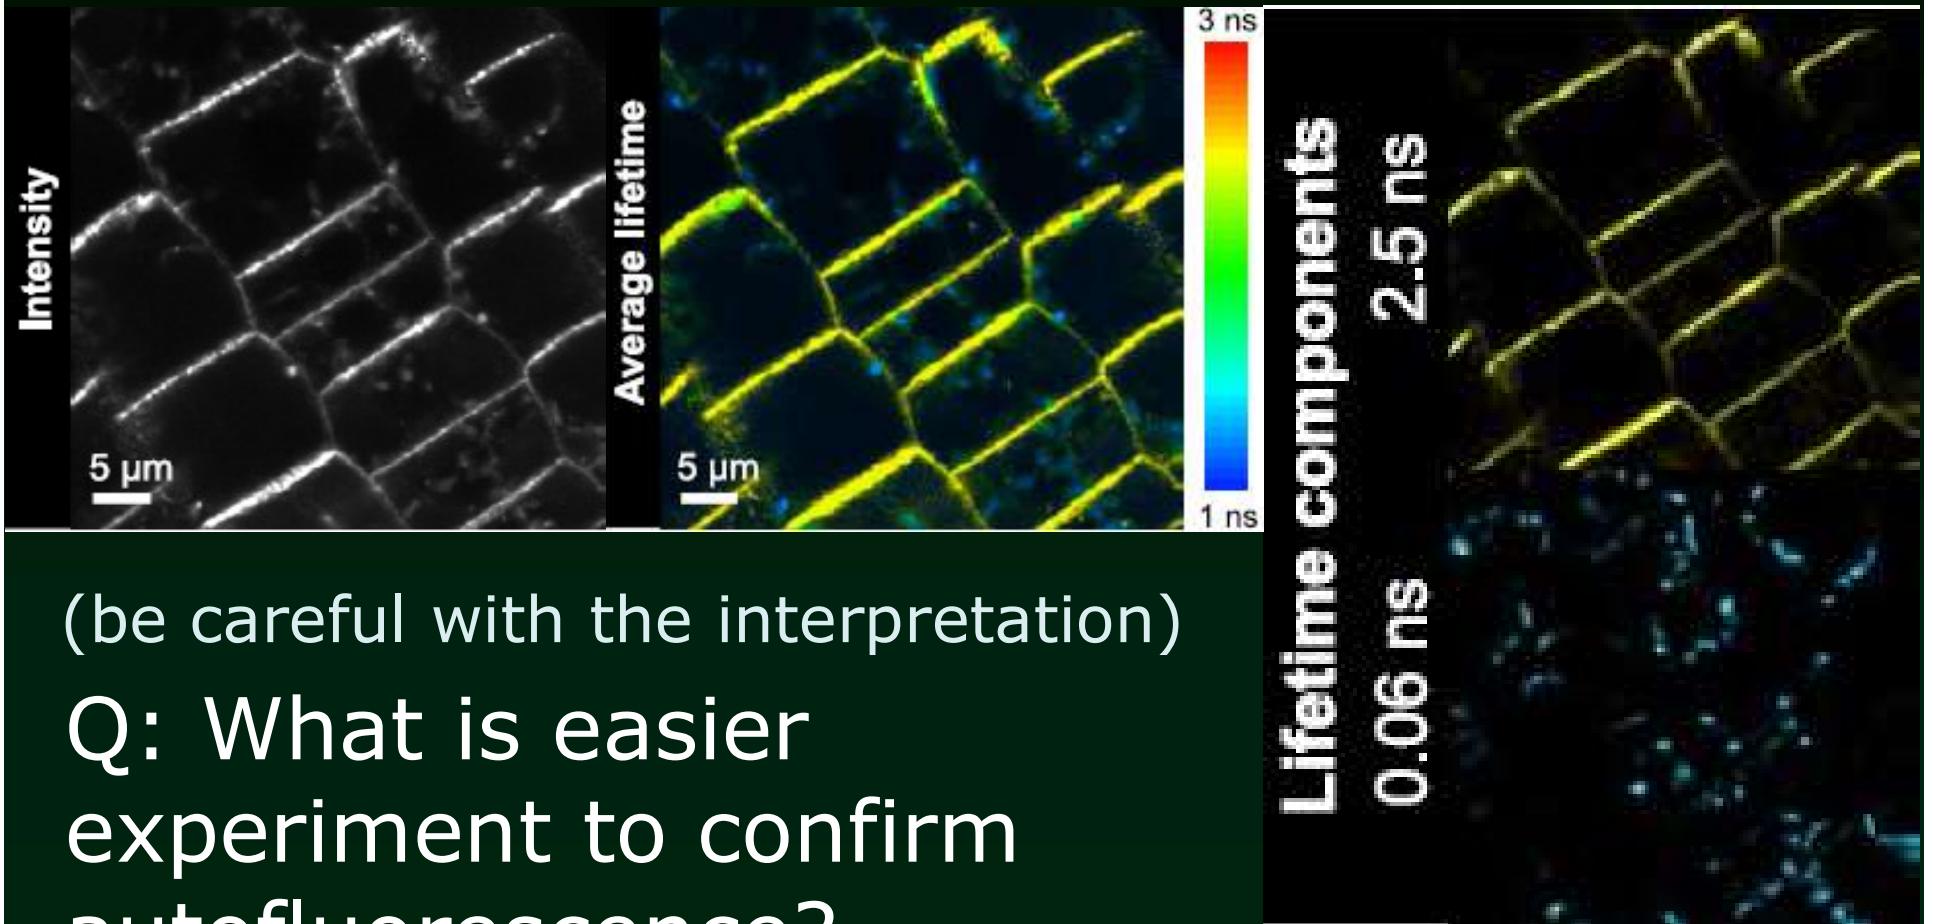 Intensity
5 µm
Average lifetime
5 µm
3 ns
1 ns
Lifetime components
2.5 ns
0.06 ns
(be careful with the interpretation)
Q: What is easier
experiment to confirm
autofluorescence?